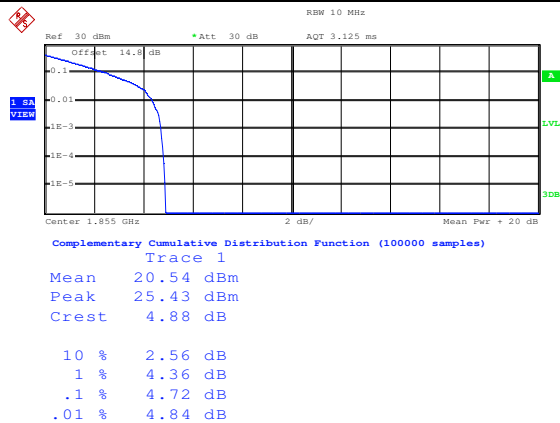 RBW 10 MHz
Ref 30 dBm *Att 30 dB AQT 3.125 ms
Offset 14.8 dB
0.1
A
0.01
1 SA
VIEW
1E-3
LVL
1E-4
1E-5
3DB
Center 1.855 GHz 2 dB/ Mean Pwr + 20 dB
Complementary Cumulative Distribution Function (100000 samples)
Trace 1
Mean 20.54 dBm
Peak 25.43 dBm
Crest 4.88 dB
10 % 2.56 dB
1 % 4.36 dB
.1 % 4.72 dB
.01 % 4.84 dB